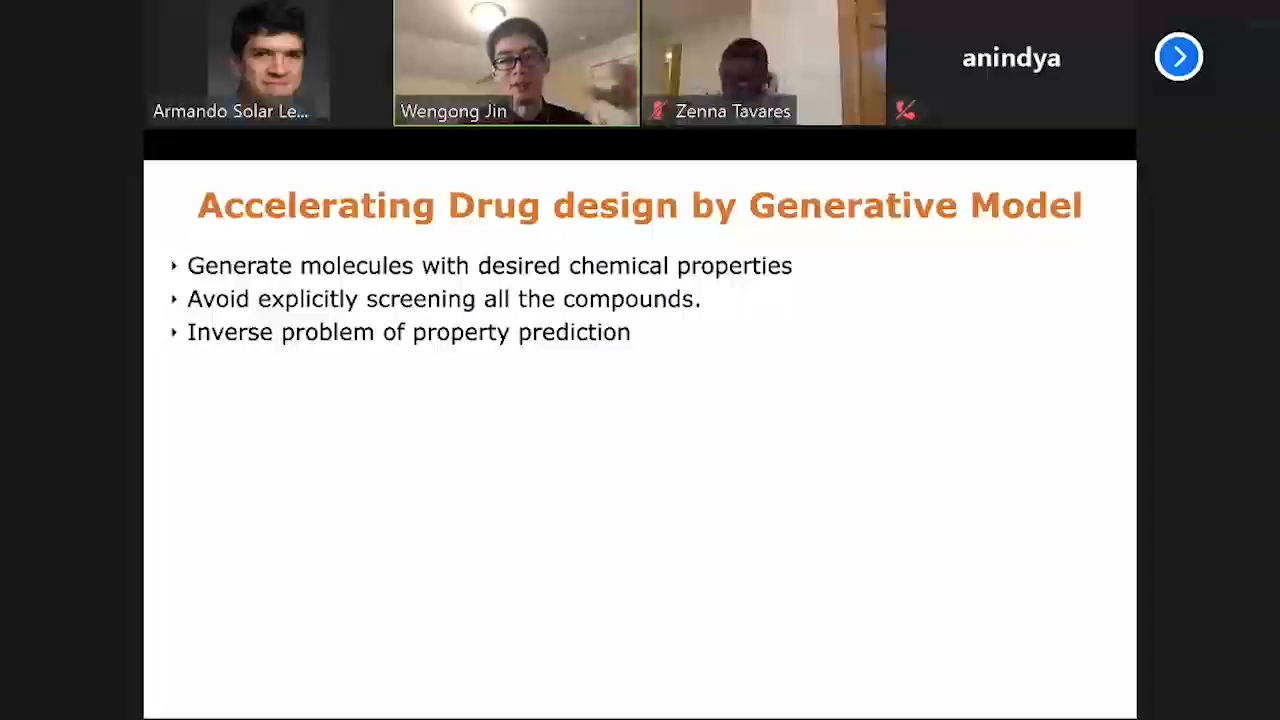 Armando Solar Le...
Wengong Jin
Zenna Tavares
anindya
Accelerating Drug design by Generative Model
‣ Generate molecules with desired chemical properties
‣ Avoid explicitly screening all the compounds.
‣ Inverse problem of property prediction